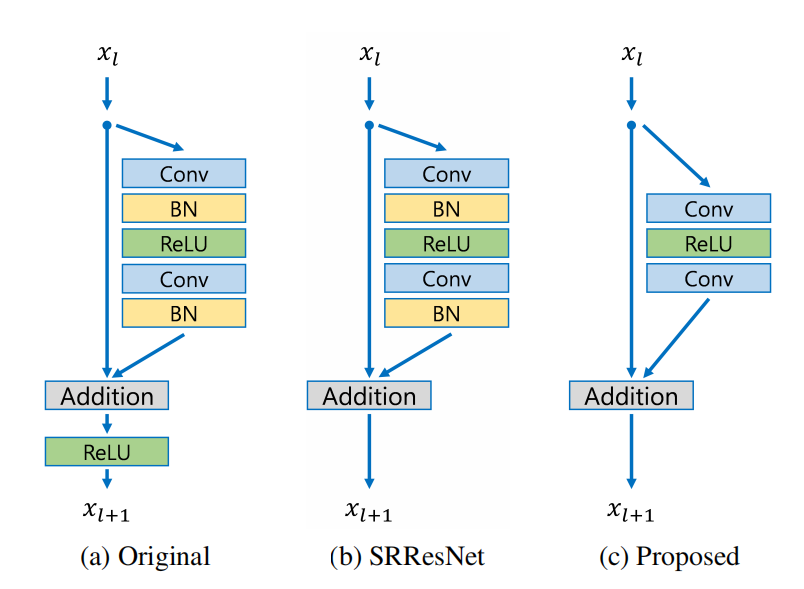 x_l
Conv
BN
ReLU
Conv
BN
Addition
ReLU
x_{l+1}
(a) Original
x_l
Conv
BN
ReLU
Conv
BN
Addition
x_{l+1}
(b) SRResNet
x_l
Conv
ReLU
Conv
Addition
x_{l+1}
(c) Proposed